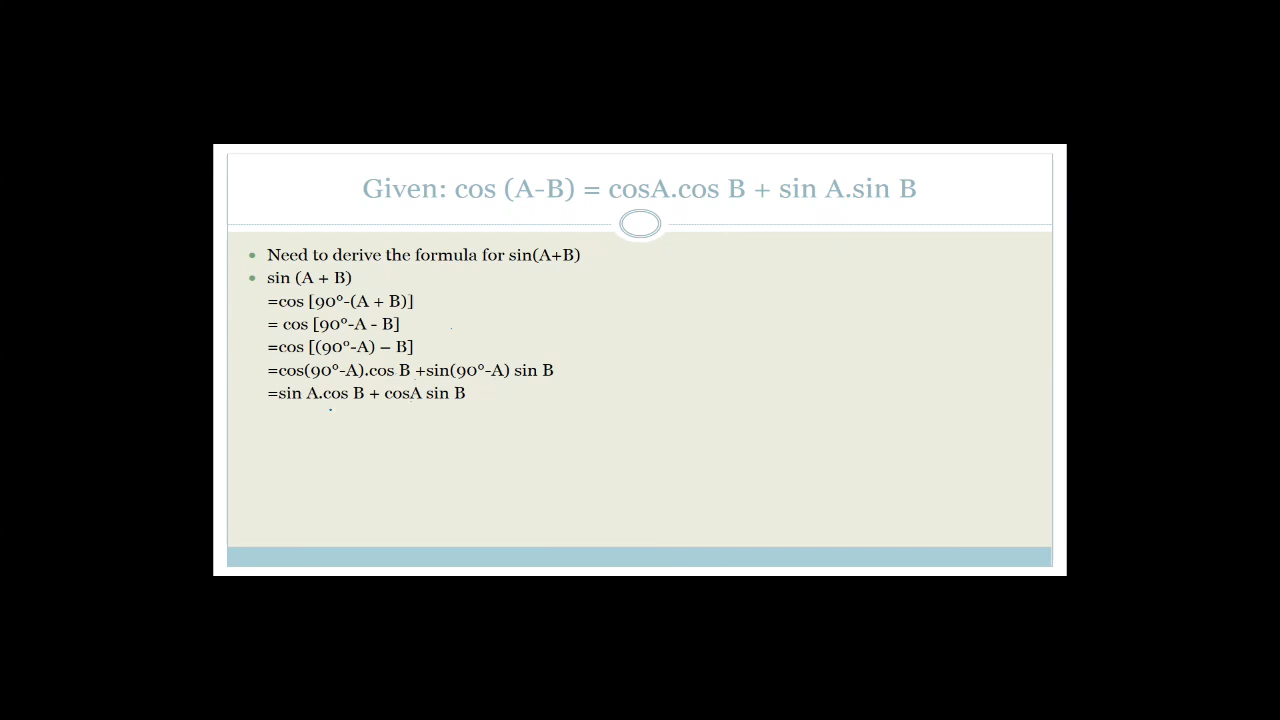 Given: cos (A-B) = cosA.cos B + sin A.sin B
• Need to derive the formula for sin(A+B)
• sin (A + B)
=cos [90°-(A + B)]
= cos [90°-A - B]
=cos [(90°-A) – B]
=cos(90°-A).cos B +sin(90°-A) sin B
=sin A.cos B + cosA sin B